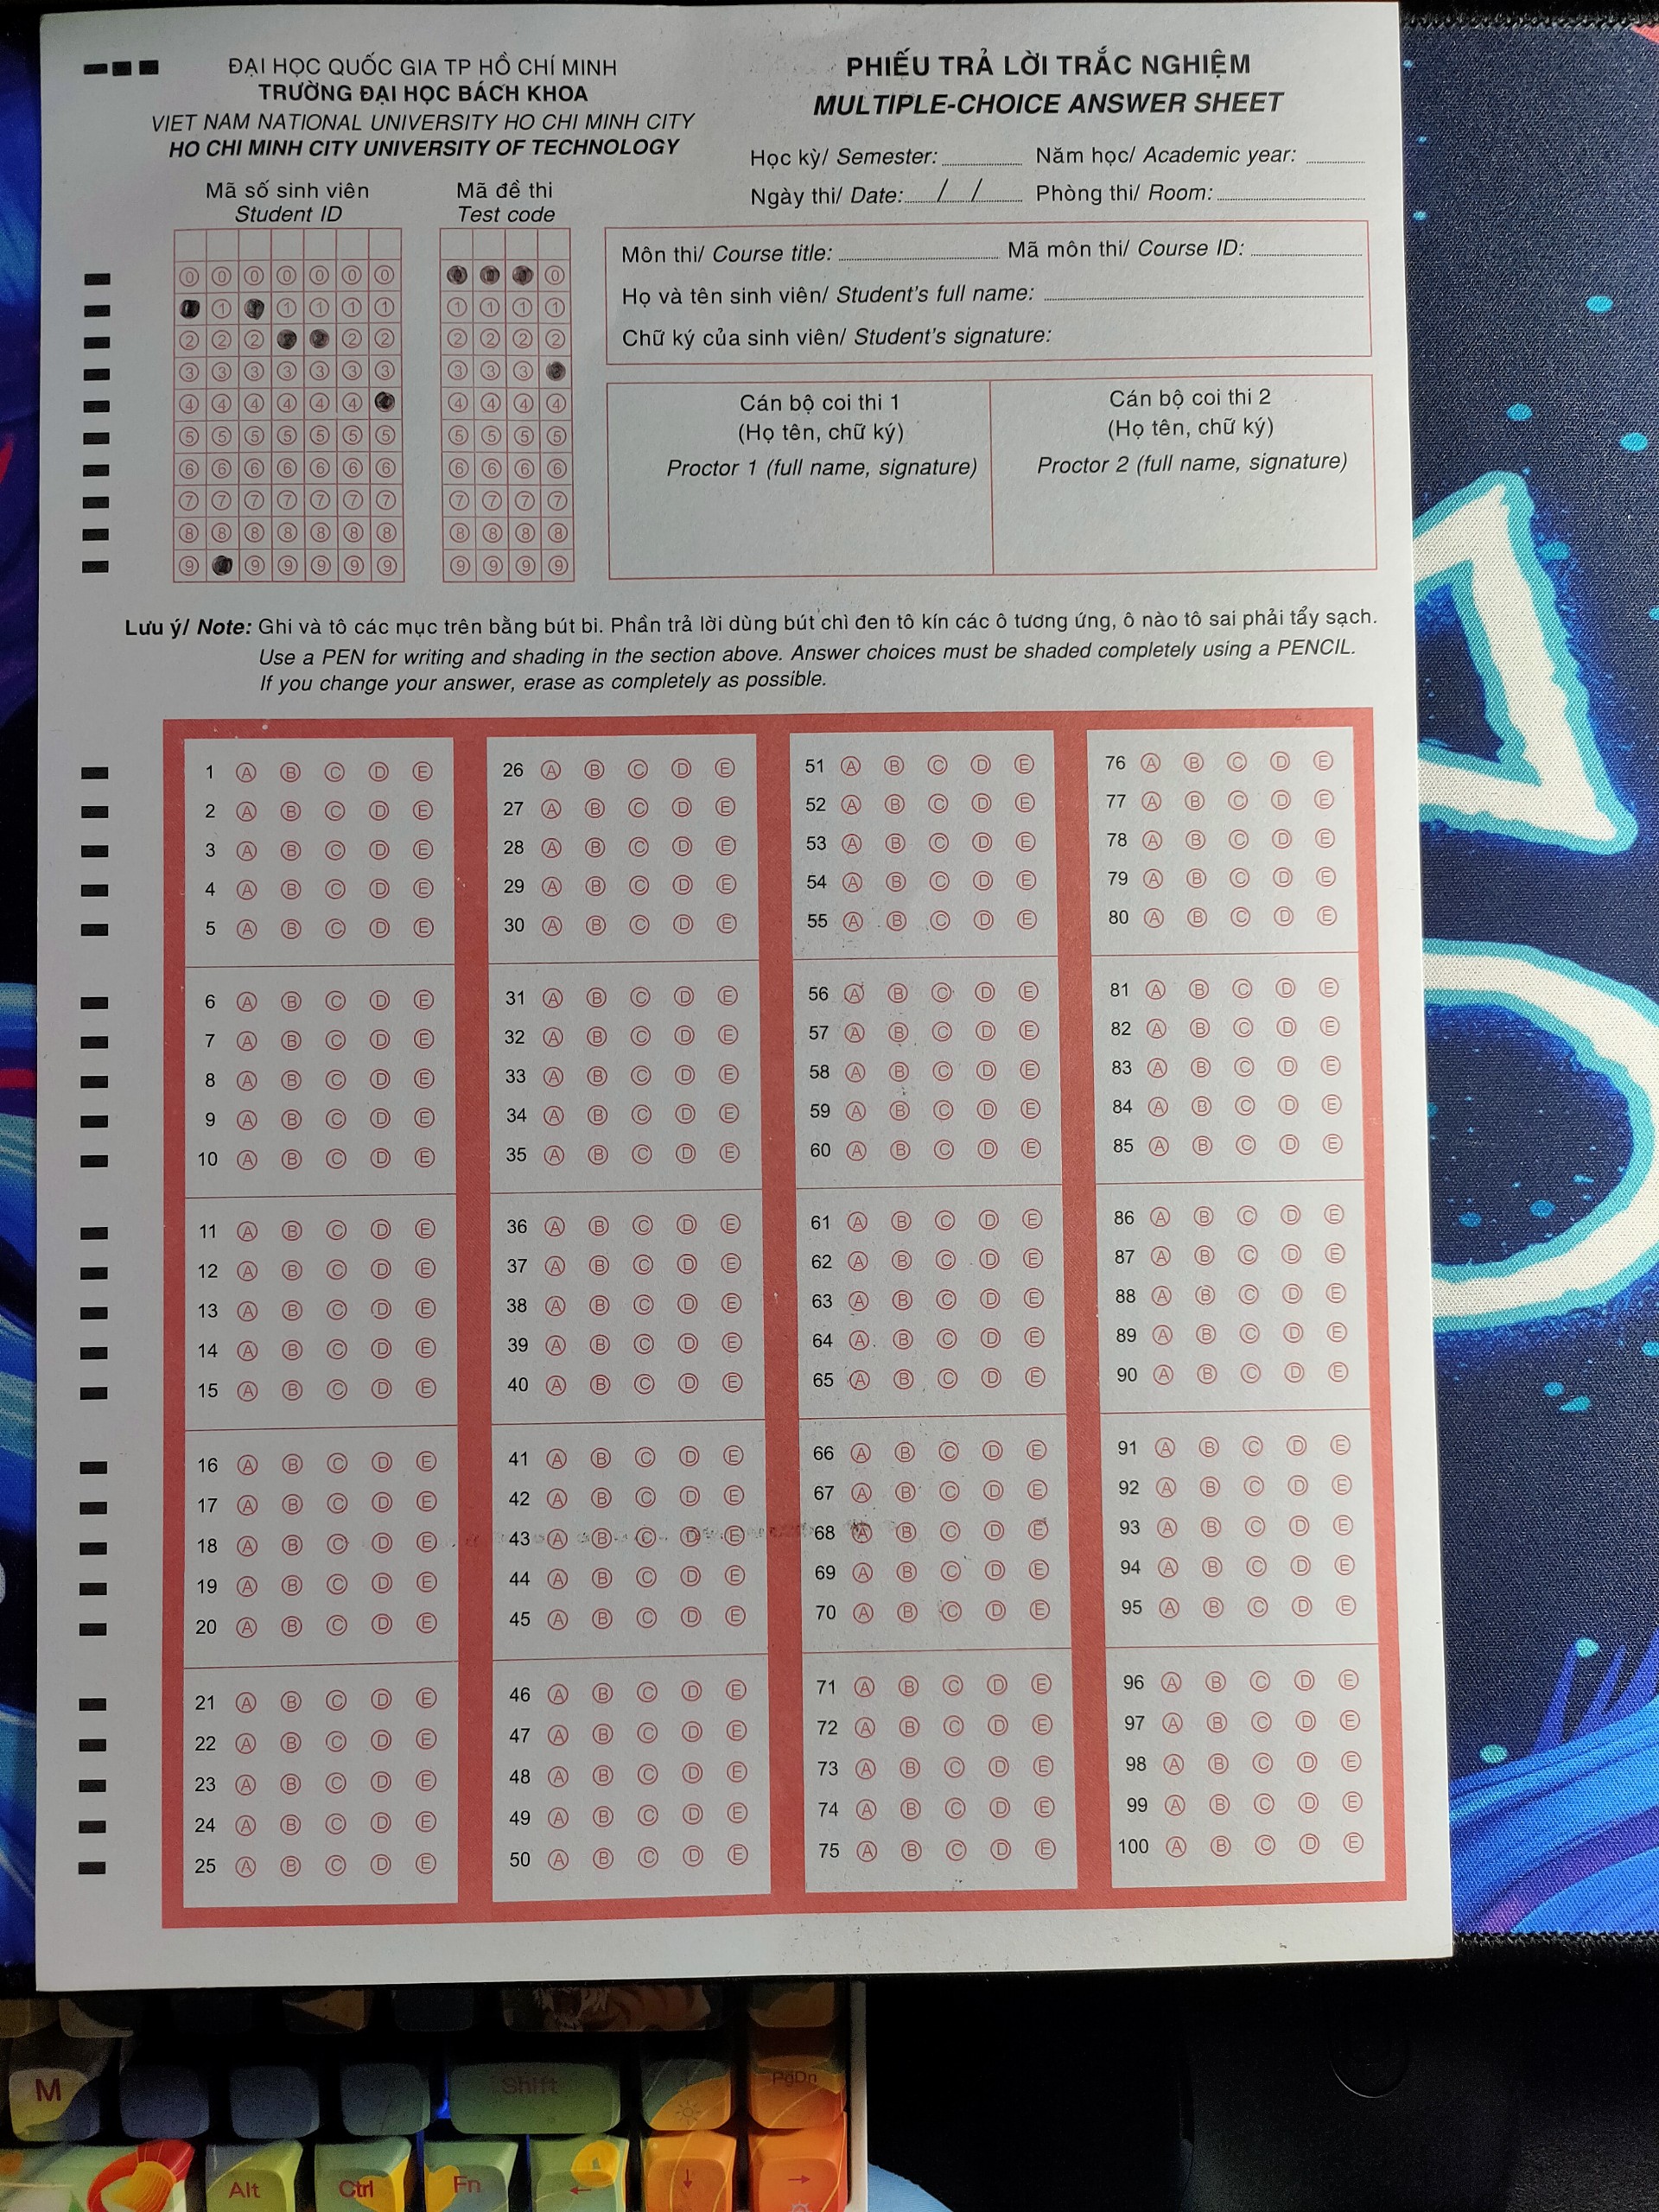 ĐẠI HỌC QUỐC GIA TP HỒ CHÍ MINH
TRƯỜNG ĐẠI HỌC BÁCH KHOA
VIET NAM NATIONAL UNIVERSITY HO CHI MINH CITY
HO CHI MINH CITY UNIVERSITY OF TECHNOLOGY
PHIẾU TRẢ LỜI TRẮC NGHIỆM
MULTIPLE-CHOICE ANSWER SHEET
Học kỳ/ Semester: Năm học/ Academic year:
Ngày thi/ Date: / / Phòng thi/ Room:
Mã số sinh viên
Student ID
Mã đề thi
Test code
0 0 0 0 0 0 0 0
1 1 1 1 1 1 1 1 1
2 2 2 2 2 2 2 2 2
3 3 3 3 3 3 3 3 3 3
4 4 4 4 4 4 4 4 4 4
5 5 5 5 5 5 5 5 5 5 5
6 6 6 6 6 6 6 6 6 6 6
7 7 7 7 7 7 7 7 7 7 7
8 8 8 8 8 8 8 8 8 8 8
9 9 9 9 9 9 9 9 9 9
Môn thi/ Course title: Mã môn thi/ Course ID:
Họ và tên sinh viên/ Student's full name:
Chữ ký của sinh viên/ Student's signature:
Cán bộ coi thi 1
(Họ tên, chữ ký)
Proctor 1 (full name, signature)
Cán bộ coi thi 2
(Họ tên, chữ ký)
Proctor 2 (full name, signature)
Lưu ý/ Note: Ghi và tô các mục trên bằng bút bi. Phần trả lời dùng bút chì đen tô kín các ô tương ứng, ô nào tô sai phải tẩy sạch.
Use a PEN for writing and shading in the section above. Answer choices must be shaded completely using a PENCIL.
If you change your answer, erase as completely as possible.
1 A B C D E
2 A B C D E
3 A B C D E
4 A B C D E
5 A B C D E
6 A B C D E
7 A B C D E
8 A B C D E
9 A B C D E
10 A B C D E
11 A B C D E
12 A B C D E
13 A B C D E
14 A B C D E
15 A B C D E
16 A B C D E
17 A B C D E
18 A B C D E
19 A B C D E
20 A B C D E
21 A B C D E
22 A B C D E
23 A B C D E
24 A B C D E
25 A B C D E
26 A B C D E
27 A B C D E
28 A B C D E
29 A B C D E
30 A B C D E
31 A B C D E
32 A B C D E
33 A B C D E
34 A B C D E
35 A B C D E
36 A B C D E
37 A B C D E
38 A B C D E
39 A B C D E
40 A B C D E
41 A B C D E
42 A B C D E
43 A B C D E
44 A B C D E
45 A B C D E
46 A B C D E
47 A B C D E
48 A B C D E
49 A B C D E
50 A B C D E
51 A B C D E
52 A B C D E
53 A B C D E
54 A B C D E
55 A B C D E
56 A B C D E
57 A B C D E
58 A B C D E
59 A B C D E
60 A B C D E
61 A B C D E
62 A B C D E
63 A B C D E
64 A B C D E
65 A B C D E
66 A B C D E
67 A B C D E
68 A B C D E
69 A B C D E
70 A B C D E
71 A B C D E
72 A B C D E
73 A B C D E
74 A B C D E
75 A B C D E
76 A B C D E
77 A B C D E
78 A B C D E
79 A B C D E
80 A B C D E
81 A B C D E
82 A B C D E
83 A B C D E
84 A B C D E
85 A B C D E
86 A B C D E
87 A B C D E
88 A B C D E
89 A B C D E
90 A B C D E
91 A B C D E
92 A B C D E
93 A B C D E
94 A B C D E
95 A B C D E
96 A B C D E
97 A B C D E
98 A B C D E
99 A B C D E
100 A B C D E
M Shift PgDn
Alt Ctrl Fn ← ↓ →